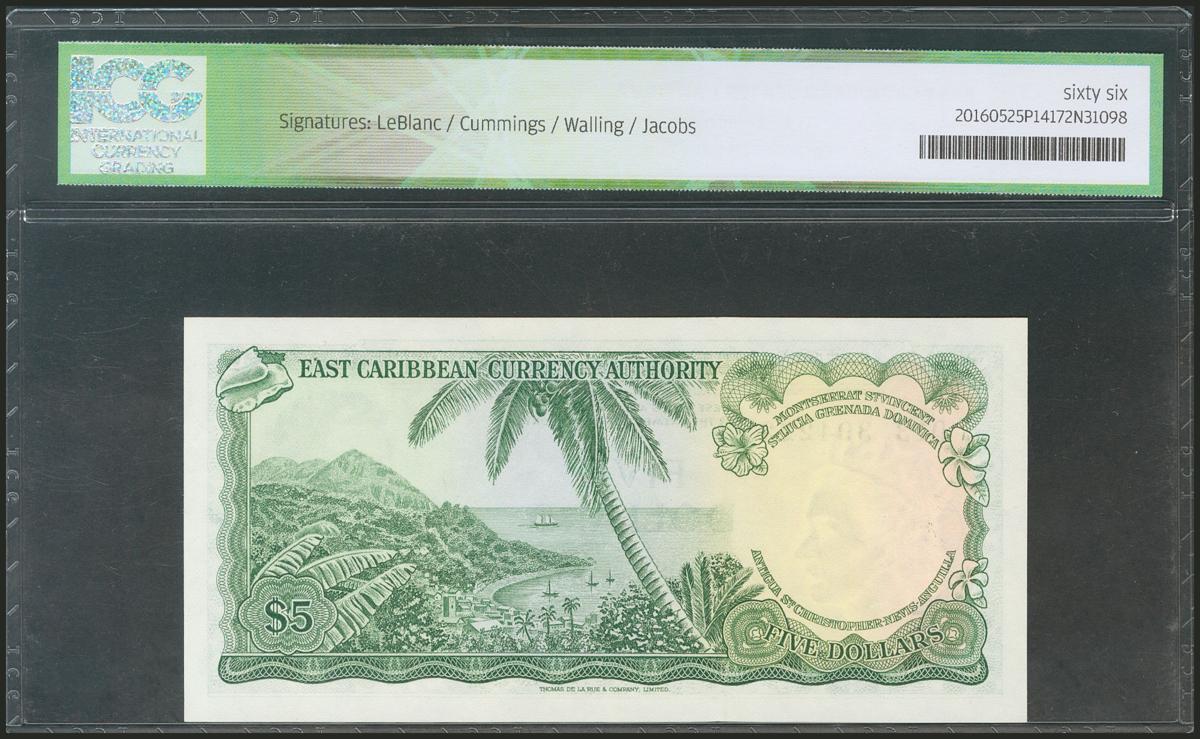 ICG
INTERNATIONAL
CURRENCY
GRADING
Signatures: LeBlanc / Cummings / Walling / Jacobs
sixty six
20160525P14172N31098
EAST CARIBBEAN CURRENCY AUTHORITY
MONTSERRAT ST VINCENT
ST LUCIA GRENADA DOMINICA
ANTIGUA ST CHRISTOPHER-NEVIS-ANGUILLA
$5
FIVE DOLLARS
THOMAS DE LA RUE & COMPANY, LIMITED.